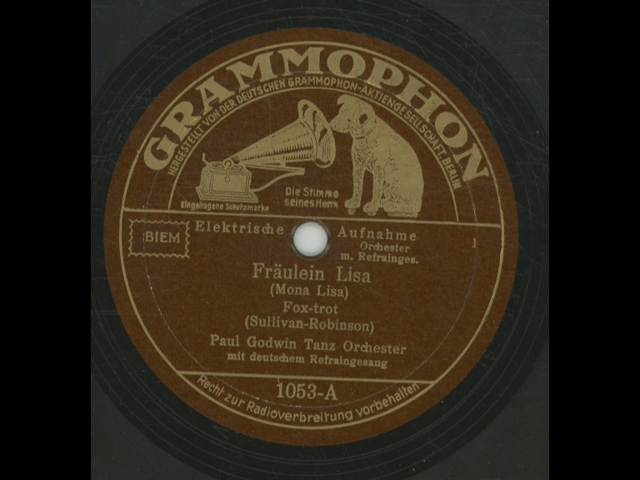 GRAMMOPHON
HERGESTELLT VON DER DEUTSCHEN GRAMMOPHON-AKTIENGESELLSCHAFT, BERLIN
Die Stimme
seines Herrn
Eingetragene Schutzmarke
BIEM
Elektrische Aufnahme
Orchester
m. Refrainges.
1
Fräulein Lisa
(Mona Lisa)
Fox-trot
(Sullivan-Robinson)
Paul Godwin Tanz Orchester
mit deutschem Refraingesang
1053-A
Recht zur Radioverbreitung vorbehalten